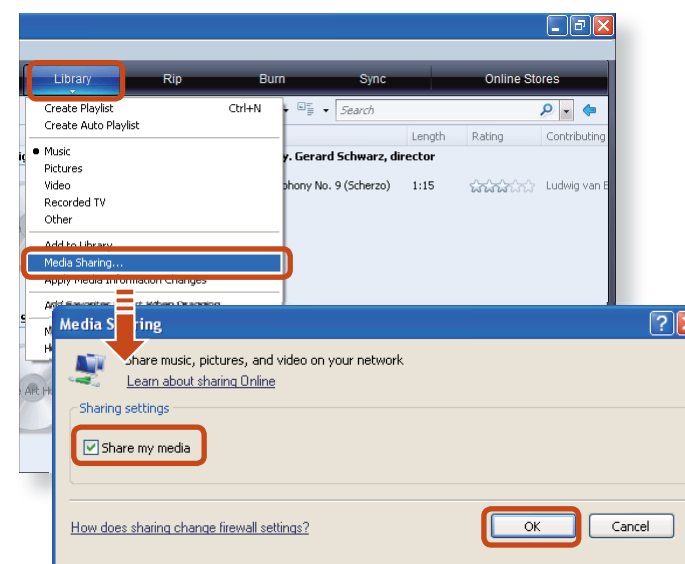 Library Rip Burn Sync Online Stores
Create Playlist Ctrl+N
Search
Create Auto Playlist
Length Rating Contributing
Music
y. Gerard Schwarz, director
Pictures
Video
phony No. 9 (Scherzo) 1:15 Ludwig van B
Recorded TV
Other
Add to Library
Media Sharing...
Apply Media Information Changes
Media Sharing
Share music, pictures, and video on your network
Learn about sharing Online
Sharing settings
Share my media
How does sharing change firewall settings?
OK Cancel